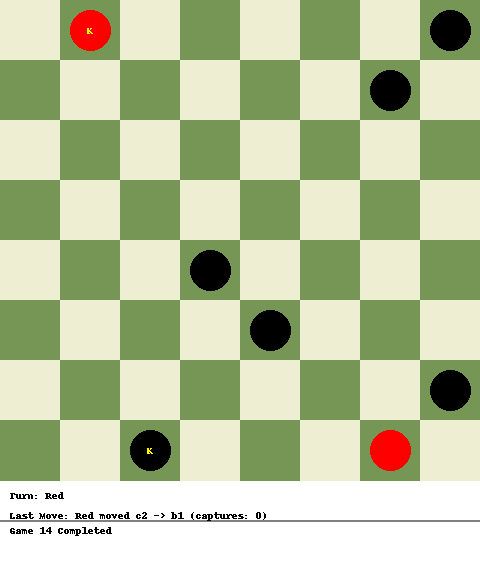 K
K
Turn: Red
Last Move: Red moved c2 -> b1 (captures: 0)
Game 14 Completed